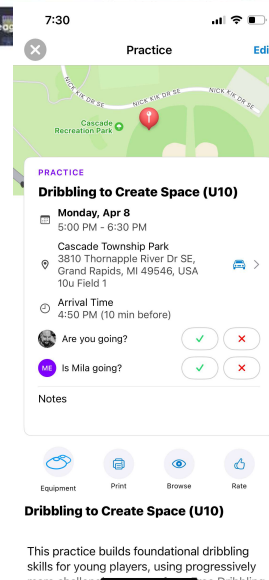 7:30
Practice
Edi
NICK KIK DR SE
NICK KIK DR SE
NICK KIK DR SE
Cascade
Recreation Park
PRACTICE
Dribbling to Create Space (U10)
Monday, Apr 8
5:00 PM - 6:30 PM
Cascade Township Park
3810 Thornapple River Dr SE,
Grand Rapids, MI 49546, USA
10u Field 1
Arrival Time
4:50 PM (10 min before)
Are you going?
ME Is Mila going?
Notes
Equipment Print Browse Rate
Dribbling to Create Space (U10)
This practice builds foundational dribbling
skills for young players, using progressively